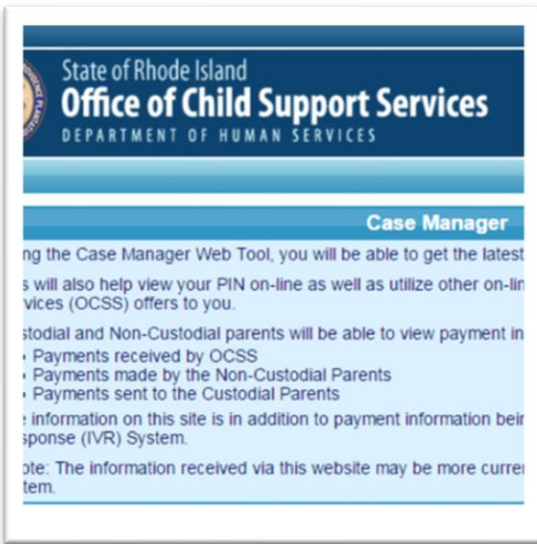 PROVIDENCE PLANTATIO
State of Rhode Island
Office of Child Support Services
DEPARTMENT OF HUMAN SERVICES
Case Manager
ng the Case Manager Web Tool, you will be able to get the latest
s will also help view your PIN on-line as well as utilize other on-lin
vices (OCSS) offers to you.
stodial and Non-Custodial parents will be able to view payment in
• Payments received by OCSS
• Payments made by the Non-Custodial Parents
• Payments sent to the Custodial Parents
e information on this site is in addition to payment information bein
sponse (IVR) System.
ote: The information received via this website may be more curre
tem.